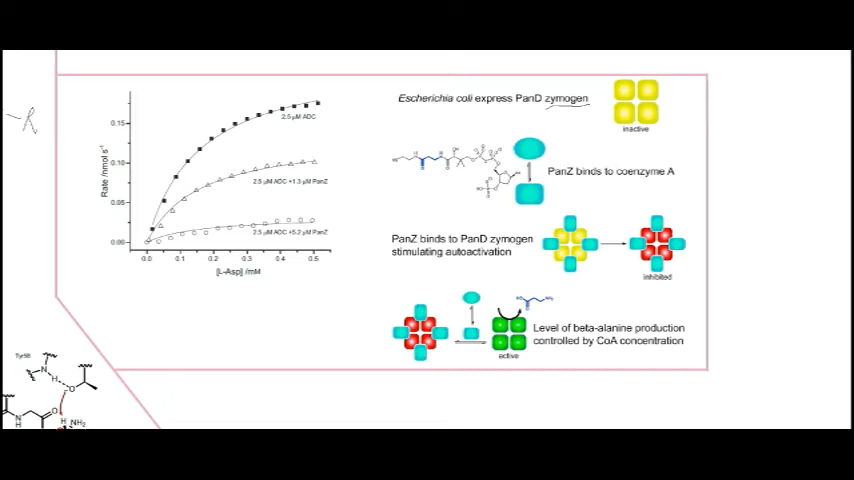 Escherichia coli express PanD zymogen
inactive
PanZ binds to coenzyme A
PanZ binds to PanD zymogen
stimulating autoactivation
inhibited
Level of beta-alanine production
controlled by CoA concentration
active
Rate /nmol s⁻¹
0.15
0.10
0.05
0.00
2.5 μM ADC
2.5 μM ADC +1.3 μM PanZ
2.5 μM ADC +5.2 μM PanZ
0.0 0.1 0.2 0.3 0.4 0.5
[L-Asp] /mM
Tyr58
N
H
O
O
N
H
H NH₂